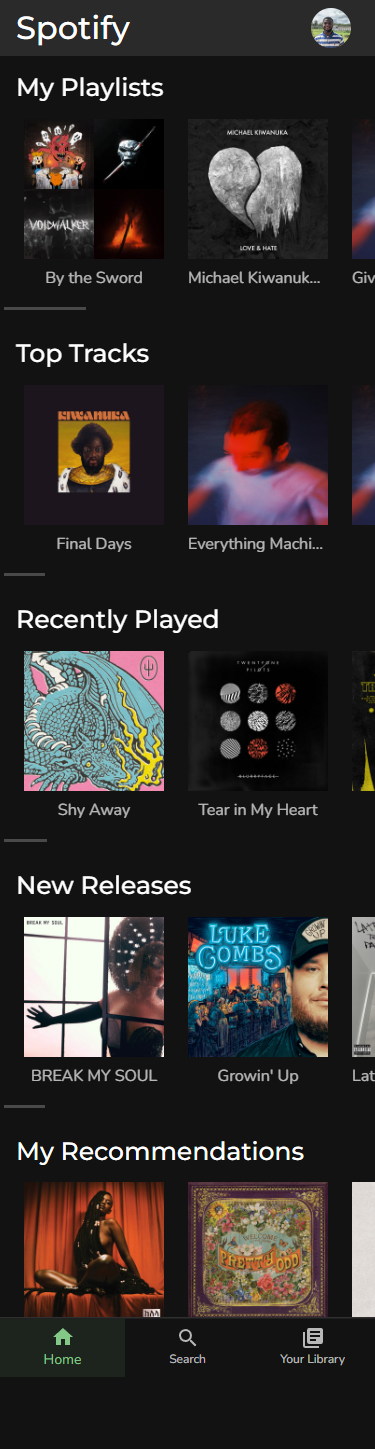 Spotify
My Playlists
VOIDWALKER
MICHAEL KIWANUKA
LOVE & HATE
By the Sword
Michael Kiwanuk...
Giv
Top Tracks
KIWANUKA
Final Days
Everything Machi...
Recently Played
TWENTY ONE
PILOTS
BLURRYFACE
Shy Away
Tear in My Heart
New Releases
BREAK MY SOUL
LUKE
COMBS
GROWIN'
UP
BREAK MY SOUL
Growin' Up
Lat
My Recommendations
WELCOME
PRETTY. ODD
Home
Search
Your Library